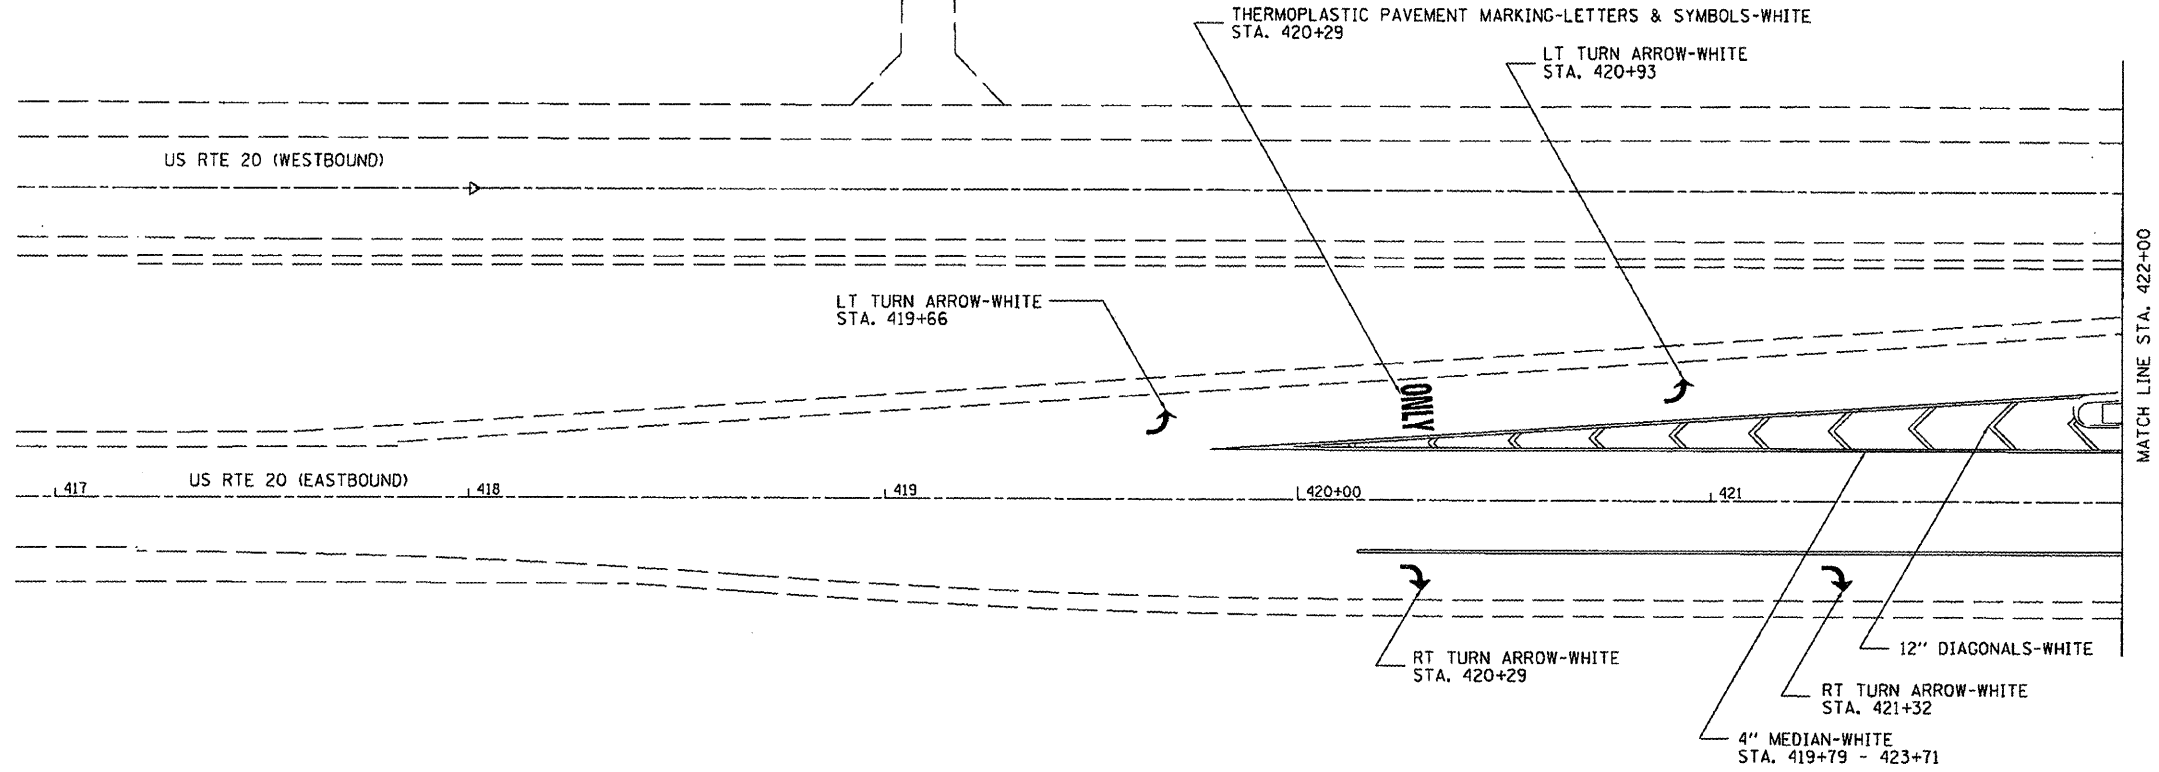 THERMOPLASTIC PAVEMENT MARKING-LETTERS & SYMBOLS-WHITE
STA. 420+29
LT TURN ARROW-WHITE
STA. 420+93
US RTE 20 (WESTBOUND)
LT TURN ARROW-WHITE
STA. 419+66
MATCH LINE STA. 422+00
ONLY
US RTE 20 (EASTBOUND)
417
418
419
420+00
421
RT TURN ARROW-WHITE
STA. 420+29
12" DIAGONALS-WHITE
RT TURN ARROW-WHITE
STA. 421+32
4" MEDIAN-WHITE
STA. 419+79 - 423+71